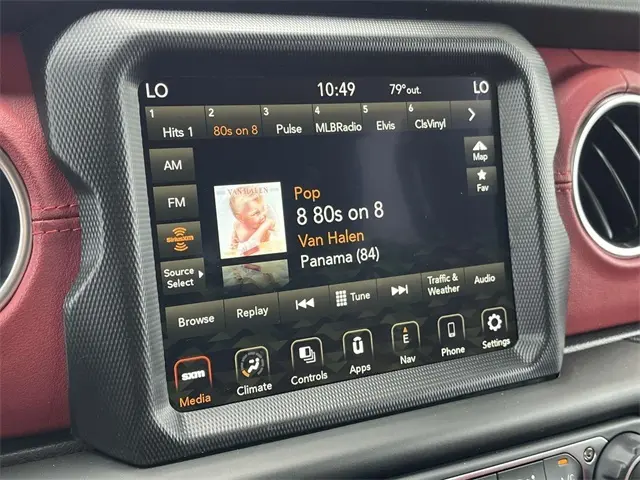 LO 10:49 79°out. LO
1 2 3 4 5 6
Hits 1 80s on 8 Pulse MLBRadio Elvis ClsVinyl
AM
Map
FM
Fav
VAN HALEN
Pop
8 80s on 8
SiriusXM
Van Halen
Source
Select
Panama (84)
Browse Replay Tune Traffic &
Weather Audio
sxm
E
Media Climate Controls Apps Nav Phone Settings